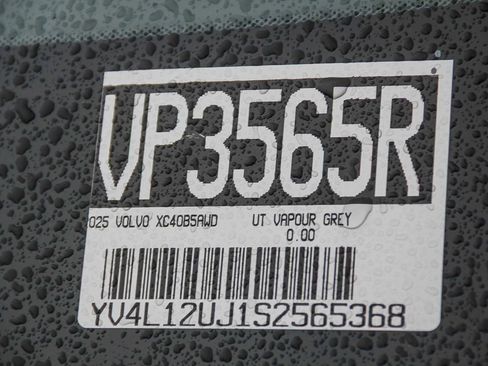 VP3565R
025 VOLVO XC40B5AWD UT VAPOUR GREY
0.00
YV4L12UJ1S2565368